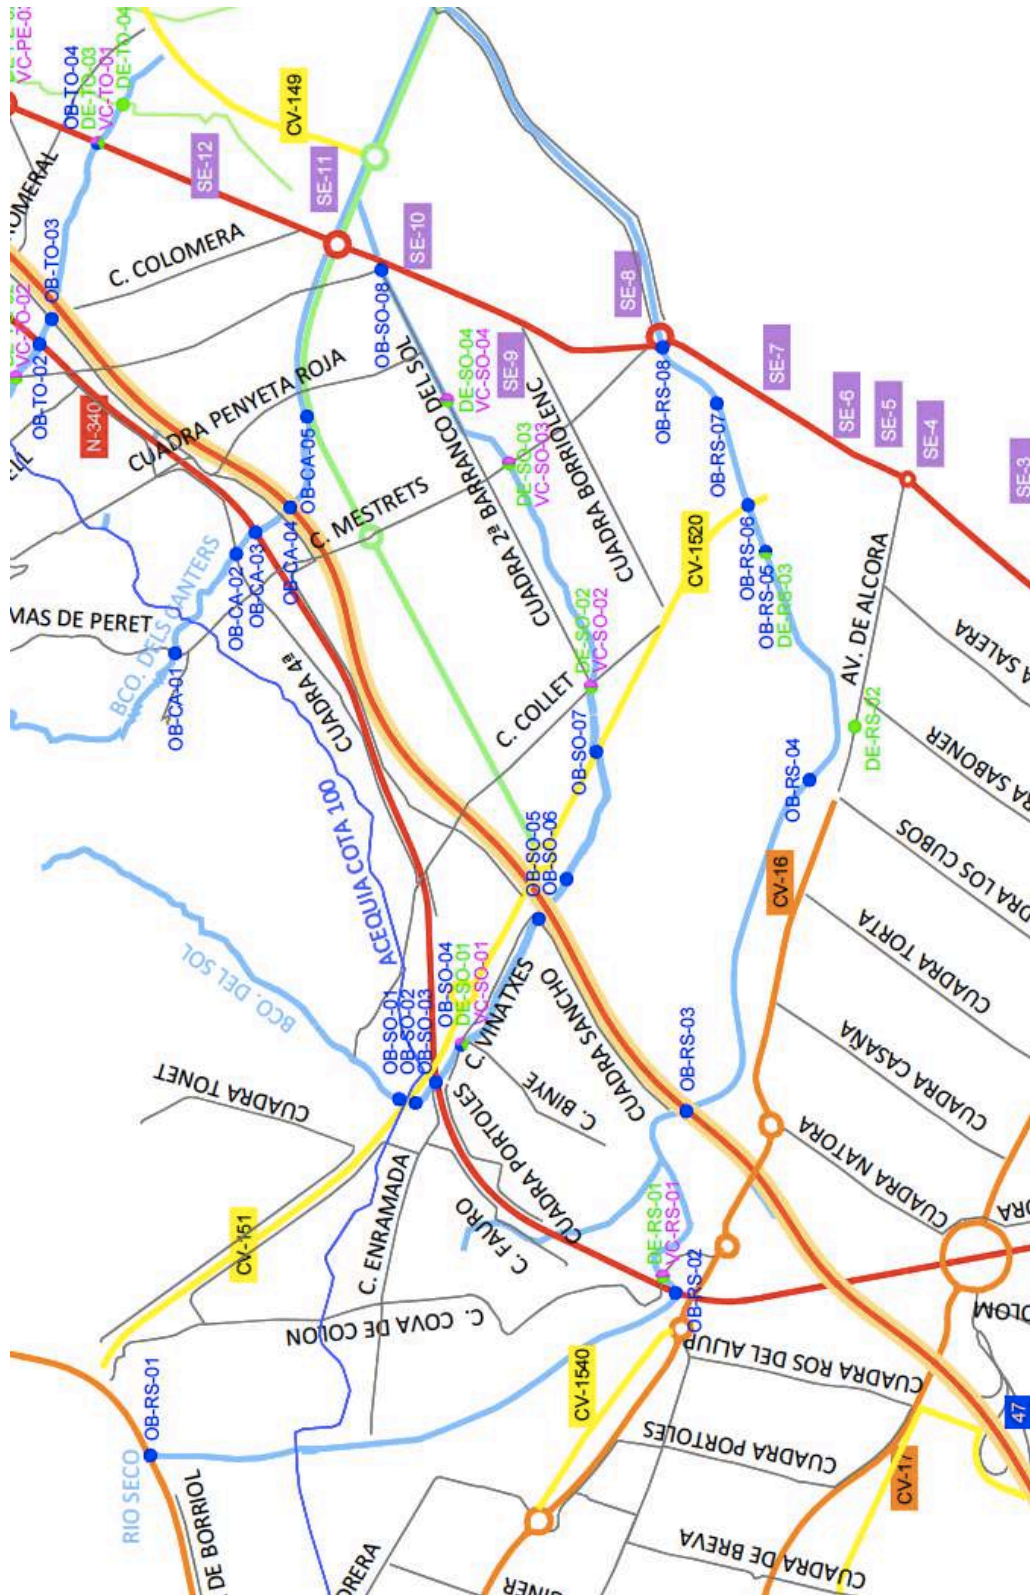 VC-PE-03
OB-TO-04
DE-TO-03
VC-TO-01
DE-TO-04
CV-149
SE-12
SE-11
SE-10
C. COLOMERA
OB-TO-03
VC-TO-02
OB-TO-02
N-340
CUADRA PENYETA ROJA
OB-SO-08
CUADRA 2ª BARRANCO DEL SOL
DE-SO-04
VC-SO-04
SE-9
SE-8
SE-7
SE-6
SE-5
SE-4
SE-3
OB-RS-08
OB-RS-07
OB-CA-05
OB-CA-04
OB-CA-03
OB-CA-02
OB-CA-01
C. MESTRETS
DE-SO-03
VC-SO-03
CUADRA BORRIOLENC
CV-1520
OB-RS-06
OB-RS-05
DE-RS-03
MAS DE PERET
BCO. DELS CANTERS
CUADRA 4ª
C. COLLET
DE-SO-02
VC-SO-02
OB-SO-07
AV. DE ALCORA
DE-RS-02
OB-RS-04
ACEQUIA COTA 100
OB-SO-05
OB-SO-06
CV-16
CUADRA TORTA
CUADRA CASAÑA
CUADRA NATORA
BCO. DEL SOL
OB-SO-01
OB-SO-02
OB-SO-03
OB-SO-04
DE-SO-01
VC-SO-01
C. VINATXES
CUADRA SANCHO
C. BINYE
OB-RS-03
CUADRA TONET
CUADRA PORTOLES
C. FAURO
C. ENRAMADA
DE-RS-01
VC-RS-01
OB-RS-02
CV-151
C. COVA DE COLON
OB-RS-01
RIO SECO
DE BORRIOL
CV-1540
CUADRA ROS DEL ALJUP
CUADRA PORTOLES
CUADRA DE BREVA
CV-17
47